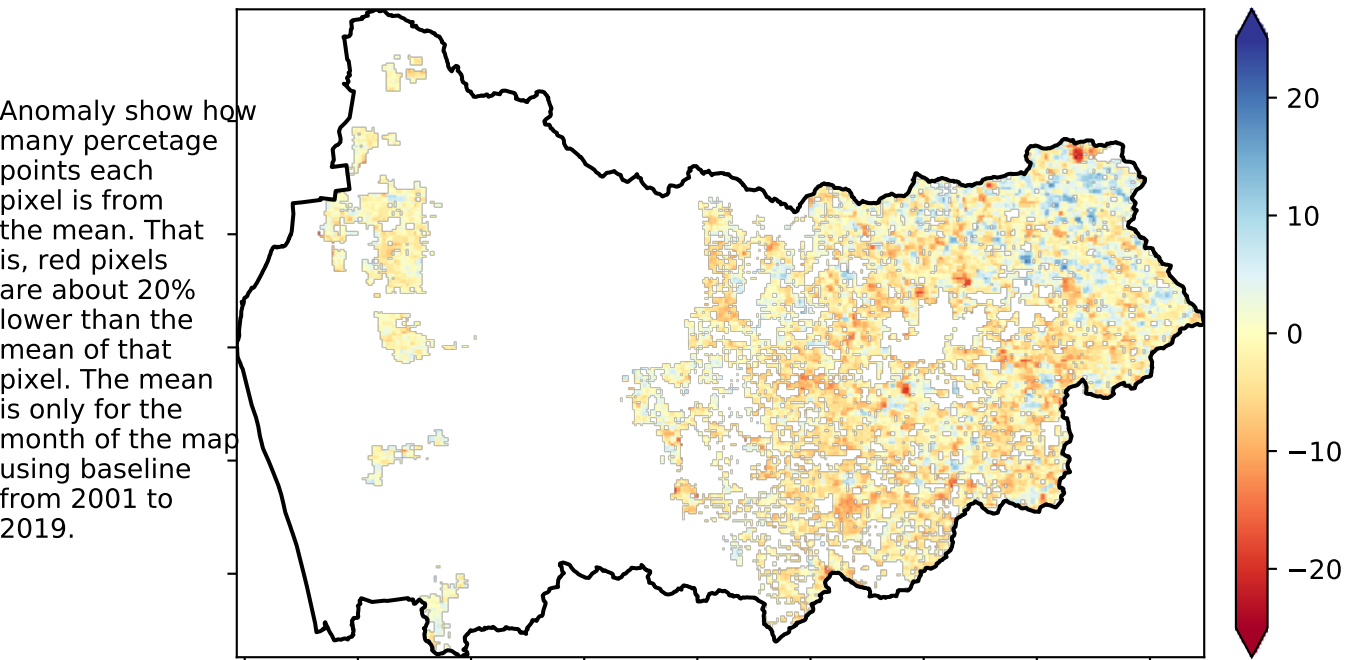 Anomaly show how
many percetage
points each
pixel is from
the mean. That
is, red pixels
are about 20%
lower than the
mean of that
pixel. The mean
is only for the
month of the map
using baseline
from 2001 to
2019.
20
10
0
−10
−20